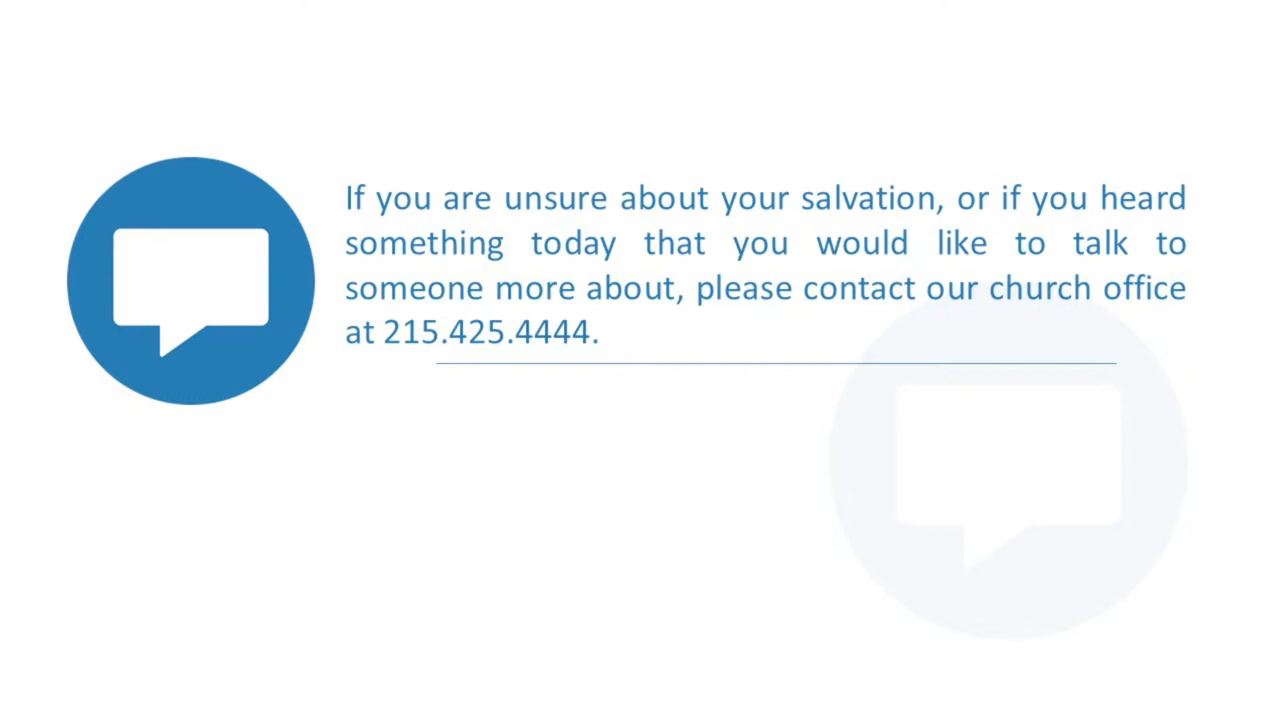 If you are unsure about your salvation, or if you heard
something today that you would like to talk to
someone more about, please contact our church office
at 215.425.4444.